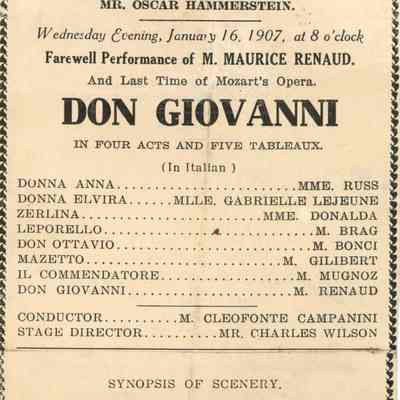 MR. OSCAR HAMMERSTEIN.
Wednesday Evening, January 16, 1907, at 8 o'clock
Farewell Performance of M. MAURICE RENAUD.
And Last Time of Mozart's Opera.
DON GIOVANNI
IN FOUR ACTS AND FIVE TABLEAUX.
(In Italian )
DONNA ANNA........................MME. RUSS
DONNA ELVIRA......MLLE. GABRIELLE LEJEUNE
ZERLINA........................MME. DONALDA
LEPORELLO........................M. BRAG
DON OTTAVIO........................M. BONCI
MAZETTO........................M. GILIBERT
IL COMMENDATORE................M. MUGNOZ
DON GIOVANNI....................M. RENAUD
CONDUCTOR.........M. CLEOFONTE CAMPANINI
STAGE DIRECTOR.........MR. CHARLES WILSON
SYNOPSIS OF SCENERY.